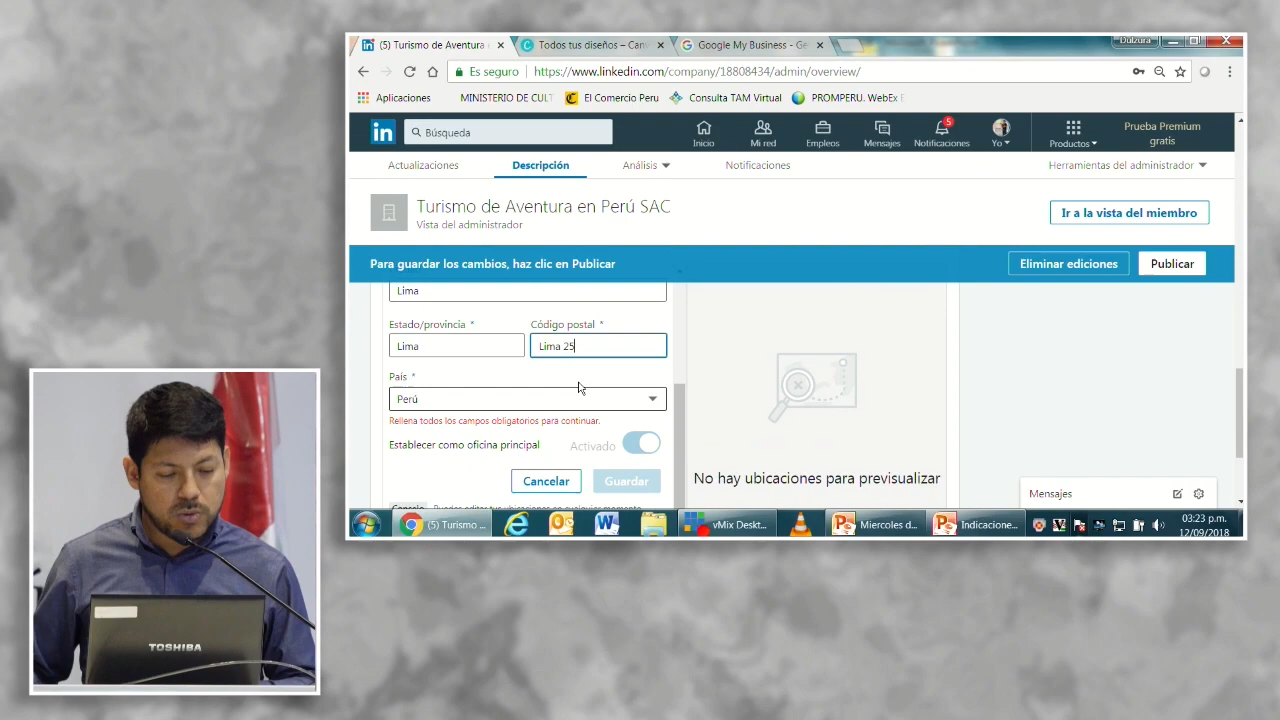 (5) Turismo de Aventura
Todos tus diseños – Can
Google My Business - Ge
Dulzura
Es seguro
https://www.linkedin.com/company/18808434/admin/overview/
Aplicaciones
MINISTERIO DE CULT
El Comercio Peru
Consulta TAM Virtual
PROMPERU. WebEx E
in
Búsqueda
Inicio
Mi red
Empleos
Mensajes
5
Notificaciones
Yo
Productos
Prueba Premium
gratis
Actualizaciones
Descripción
Análisis
Notificaciones
Herramientas del administrador
Turismo de Aventura en Perú SAC
Vista del administrador
Ir a la vista del miembro
Para guardar los cambios, haz clic en Publicar
Eliminar ediciones
Publicar
Lima
Estado/provincia *
Código postal *
Lima
Lima 25
País *
Perú
Rellena todos los campos obligatorios para continuar.
Establecer como oficina principal
Activado
Cancelar
Guardar
No hay ubicaciones para previsualizar
Mensajes
(5) Turismo ...
vMix Deskt...
Miercoles d...
Indicacione...
03:23 p.m.
12/09/2018
TOSHIBA